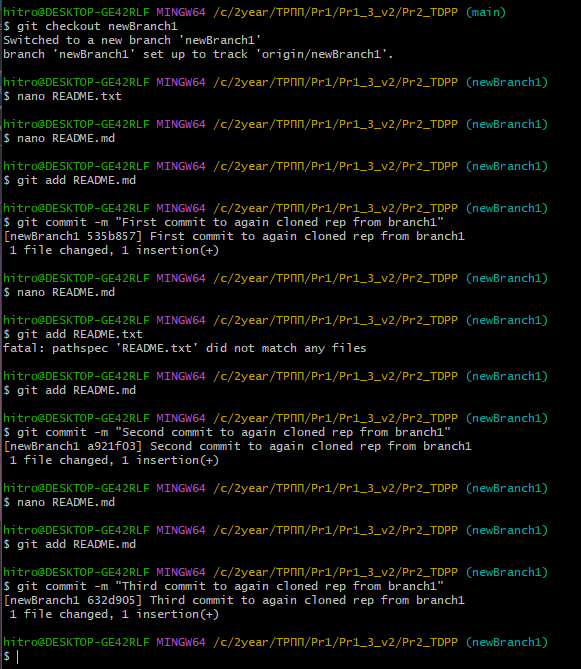 hitro@DESKTOP-GE42RLF MINGW64 /c/2year/ТРПП/Pr1/Pr1_3_v2/Pr2_TDPP (main)
$ git checkout newBranch1
Switched to a new branch 'newBranch1'
branch 'newBranch1' set up to track 'origin/newBranch1'.
hitro@DESKTOP-GE42RLF MINGW64 /c/2year/ТРПП/Pr1/Pr1_3_v2/Pr2_TDPP (newBranch1)
$ nano README.txt
hitro@DESKTOP-GE42RLF MINGW64 /c/2year/ТРПП/Pr1/Pr1_3_v2/Pr2_TDPP (newBranch1)
$ nano README.md
hitro@DESKTOP-GE42RLF MINGW64 /c/2year/ТРПП/Pr1/Pr1_3_v2/Pr2_TDPP (newBranch1)
$ git add README.md
hitro@DESKTOP-GE42RLF MINGW64 /c/2year/ТРПП/Pr1/Pr1_3_v2/Pr2_TDPP (newBranch1)
$ git commit -m "First commit to again cloned rep from branch1"
[newBranch1 535b857] First commit to again cloned rep from branch1
 1 file changed, 1 insertion(+)
hitro@DESKTOP-GE42RLF MINGW64 /c/2year/ТРПП/Pr1/Pr1_3_v2/Pr2_TDPP (newBranch1)
$ nano README.md
hitro@DESKTOP-GE42RLF MINGW64 /c/2year/ТРПП/Pr1/Pr1_3_v2/Pr2_TDPP (newBranch1)
$ git add README.txt
fatal: pathspec 'README.txt' did not match any files
hitro@DESKTOP-GE42RLF MINGW64 /c/2year/ТРПП/Pr1/Pr1_3_v2/Pr2_TDPP (newBranch1)
$ git add README.md
hitro@DESKTOP-GE42RLF MINGW64 /c/2year/ТРПП/Pr1/Pr1_3_v2/Pr2_TDPP (newBranch1)
$ git commit -m "Second commit to again cloned rep from branch1"
[newBranch1 a921f03] Second commit to again cloned rep from branch1
 1 file changed, 1 insertion(+)
hitro@DESKTOP-GE42RLF MINGW64 /c/2year/ТРПП/Pr1/Pr1_3_v2/Pr2_TDPP (newBranch1)
$ nano README.md
hitro@DESKTOP-GE42RLF MINGW64 /c/2year/ТРПП/Pr1/Pr1_3_v2/Pr2_TDPP (newBranch1)
$ git add README.md
hitro@DESKTOP-GE42RLF MINGW64 /c/2year/ТРПП/Pr1/Pr1_3_v2/Pr2_TDPP (newBranch1)
$ git commit -m "Third commit to again cloned rep from branch1"
[newBranch1 632d905] Third commit to again cloned rep from branch1
 1 file changed, 1 insertion(+)
hitro@DESKTOP-GE42RLF MINGW64 /c/2year/ТРПП/Pr1/Pr1_3_v2/Pr2_TDPP (newBranch1)
$